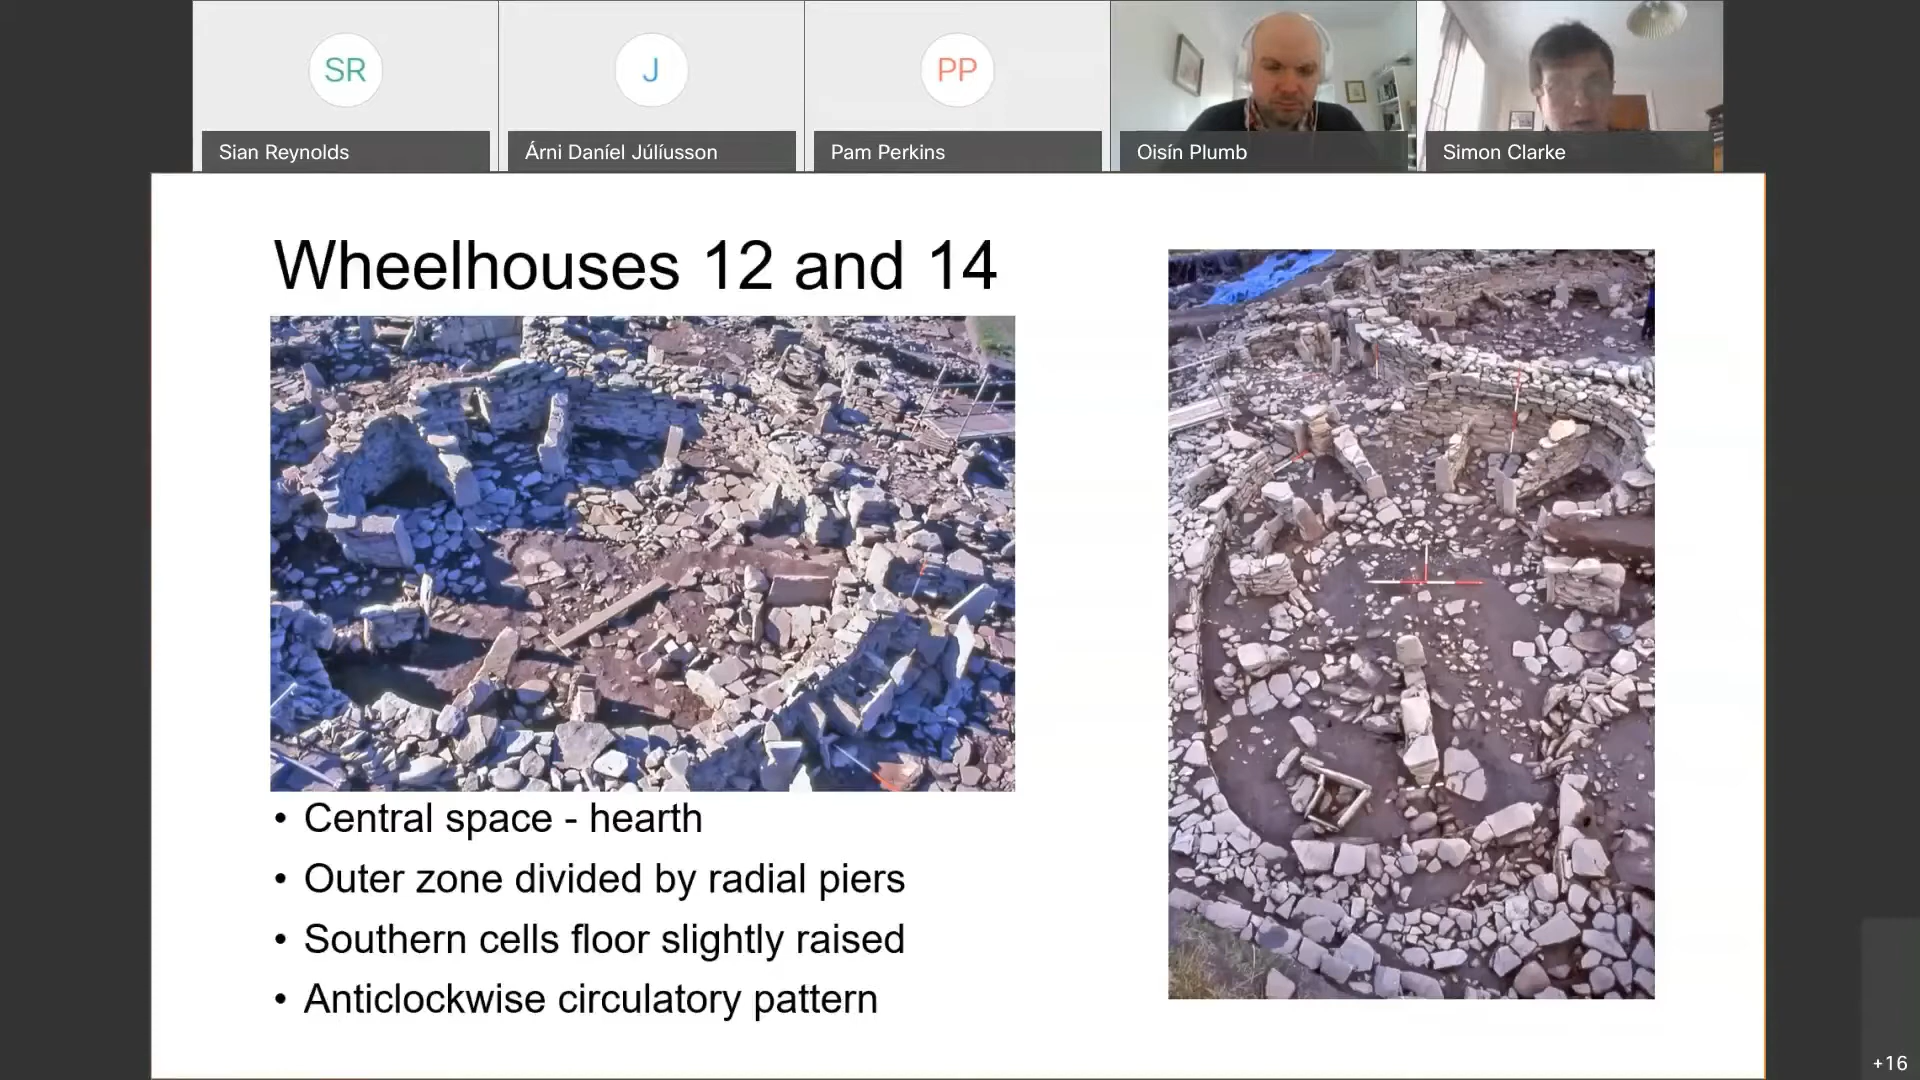 SR
J
PP
Sian Reynolds
Árni Daníel Júlíusson
Pam Perkins
Oisín Plumb
Simon Clarke
Wheelhouses 12 and 14
• Central space - hearth
• Outer zone divided by radial piers
• Southern cells floor slightly raised
• Anticlockwise circulatory pattern
+16